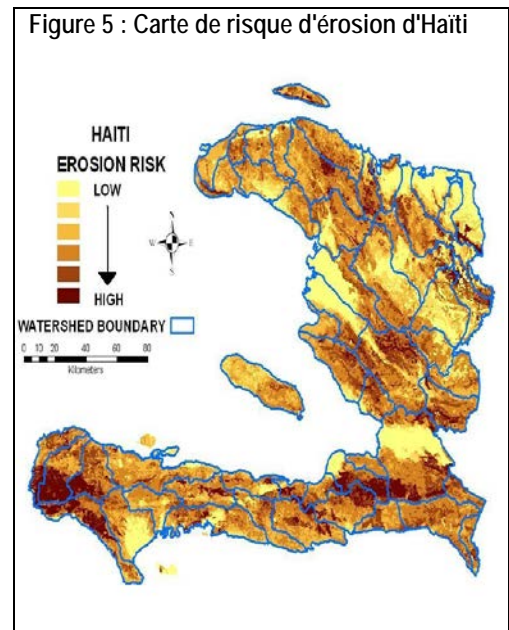 Figure 5 : Carte de risque d'érosion d'Haïti
HAITI
EROSION RISK
LOW
HIGH
N
W E
S
WATERSHED BOUNDARY
0 10 20 40 60 80
Kilometers